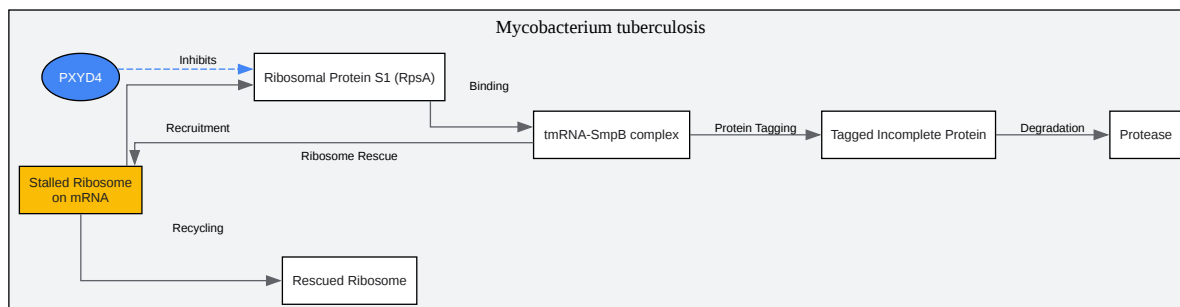 Mycobacterium tuberculosis
PXYD4
Inhibits
Ribosomal Protein S1 (RpsA)
Binding
Recruitment
tmRNA-SmpB complex
Protein Tagging
Tagged Incomplete Protein
Degradation
Protease
Ribosome Rescue
Stalled Ribosome
on mRNA
Recycling
Rescued Ribosome